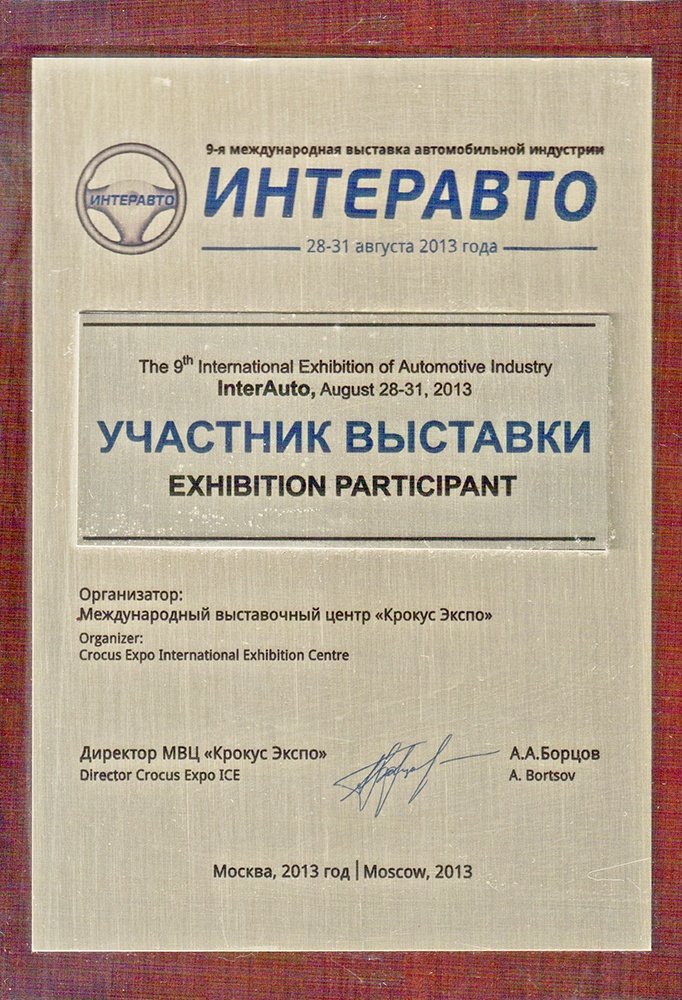 9-я международная выставка автомобильной индустрии
ИНТЕРАВТО
ИНТЕРАВТО
28-31 августа 2013 года
The 9th International Exhibition of Automotive Industry
InterAuto, August 28-31, 2013
УЧАСТНИК ВЫСТАВКИ
EXHIBITION PARTICIPANT
Организатор:
Международный выставочный центр «Крокус Экспо»
Organizer:
Crocus Expo International Exhibition Centre
Директор МВЦ «Крокус Экспо» А.А.Борцов
Director Crocus Expo ICE A. Bortsov
Москва, 2013 год | Moscow, 2013